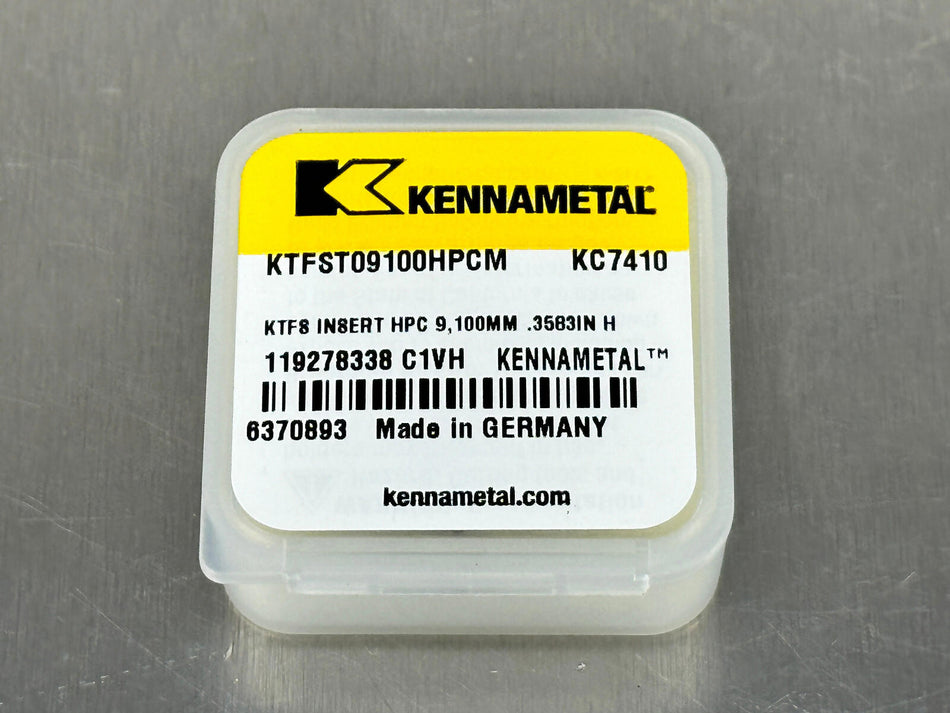 KENNAMETAL
KTFST09100HPCM KC7410
KTFS INSERT HPC 9,100MM .3583IN H
119278338 C1VH KENNAMETAL™
6370893 Made in GERMANY
kennametal.com